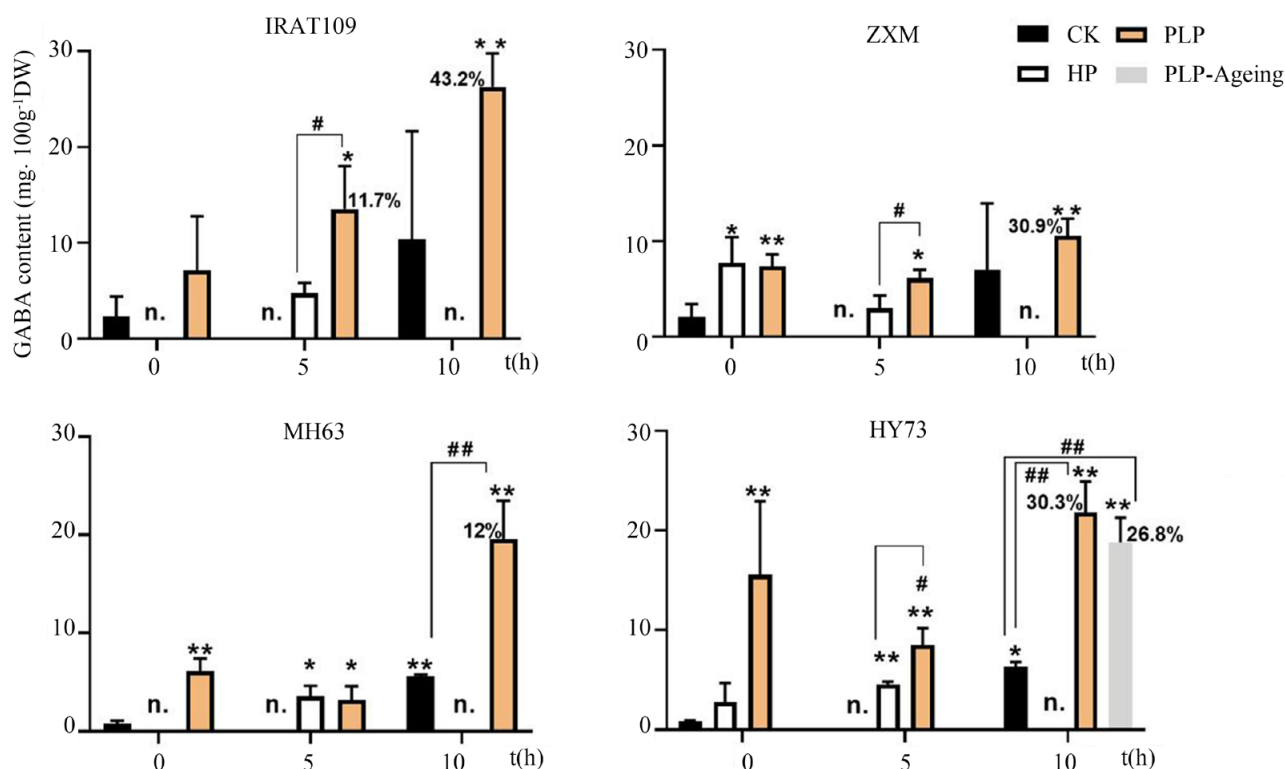 IRAT109
GABA content (mg· 100g⁻¹DW)
30
20
10
0
n.
n.
#
*
11.7%
n.
43.2%
**
0
5
10
t(h)
ZXM
CK
PLP
HP
PLP-Ageing
30
20
10
0
*
**
n.
#
*
n.
30.9%
**
0
5
10
t(h)
MH63
30
20
10
0
n.
**
n.
*
*
**
n.
##
**
12%
0
5
10
t(h)
HY73
30
20
10
0
**
n.
**
#
**
*
n.
##
##
**
30.3%
**
26.8%
0
5
10
t(h)